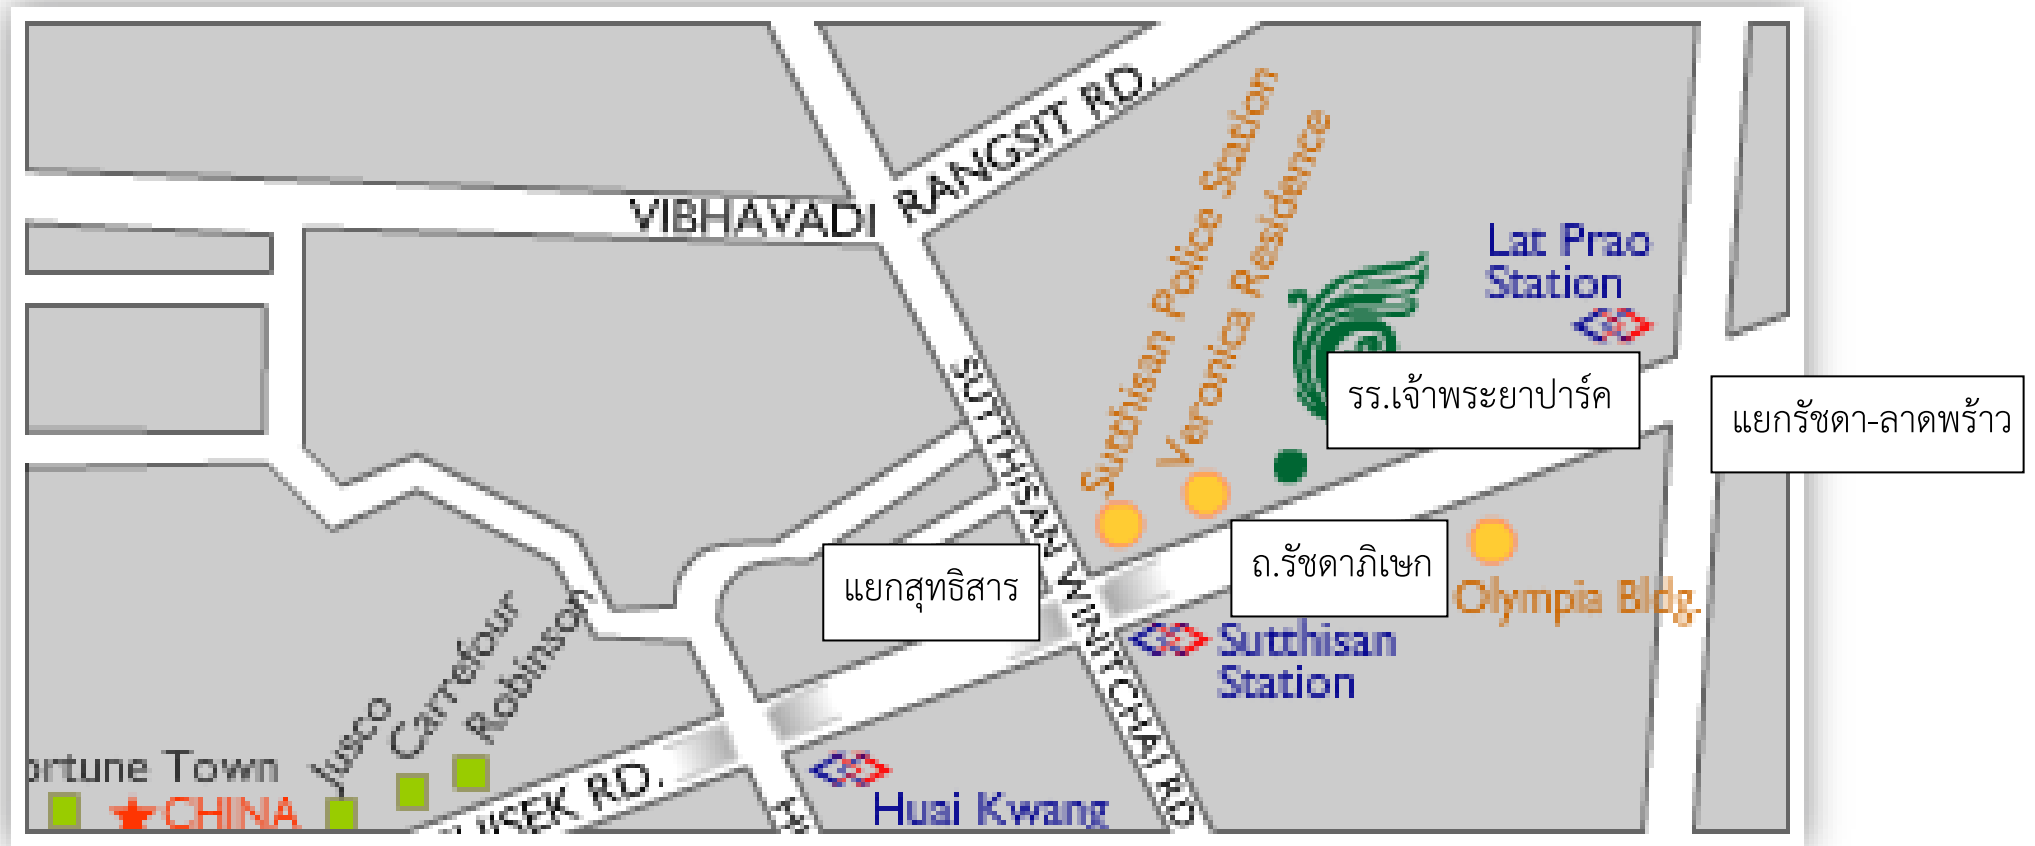 RANGSIT RD.
VIBHAVADI
Sutthisan Police Station
Veronica Residence
Lat Prao
Station
รร.เจ้าพระยาปาร์ค
แยกรัชดา-ลาดพร้าว
SUTTHISAN WINITCHAI RD
ถ.รัชดาภิเษก
แยกสุทธิสาร
Olympia Bldg.
Sutthisan
Station
Robinson
Carrefour
Jusco
ortune Town
CHINA
SEK RD.
Huai Kwang